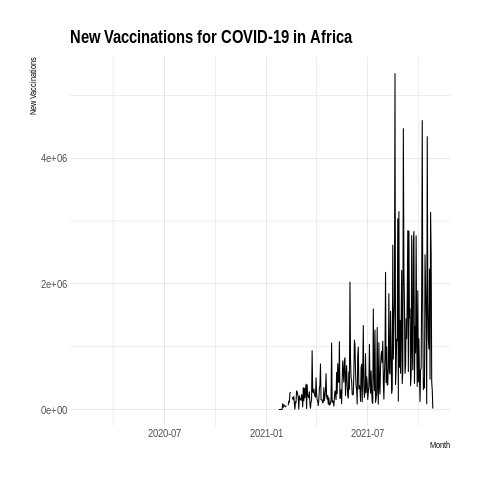 New Vaccinations for COVID-19 in Africa
New Vaccinations
4e+06
2e+06
0e+00
2020-07
2021-01
2021-07
Month